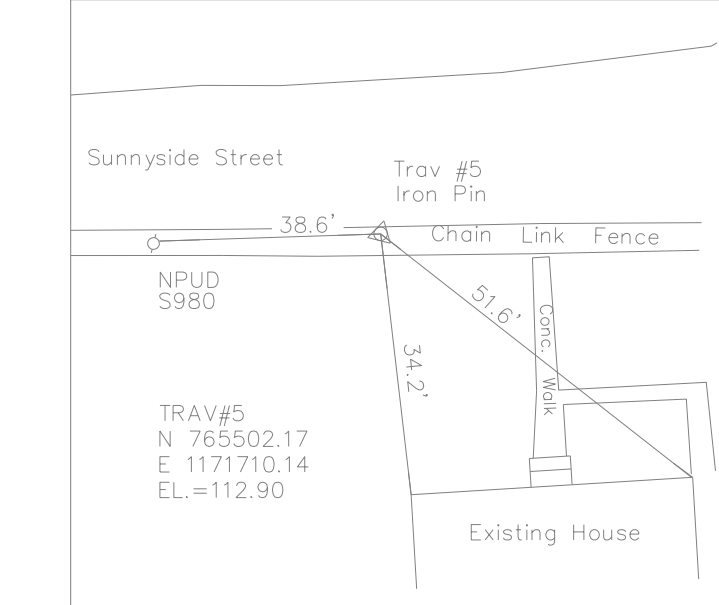 Sunnyside Street
Trav #5
Iron Pin
38.6'
Chain Link Fence
NPUD
S980
51.6'
Conc. Walk
34.2'
TRAV#5
N 765502.17
E 1171710.14
EL.=112.90
Existing House